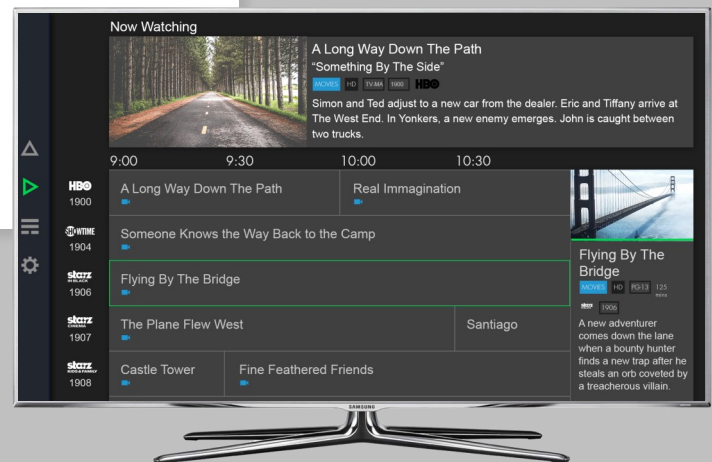 Now Watching
A Long Way Down The Path
“Something By The Side”
MOVIES HD TV-MA 1900 HBO
Simon and Ted adjust to a new car from the dealer. Eric and Tiffany arrive at
The West End. In Yonkers, a new enemy emerges. John is caught between
two trucks.
9:00 9:30 10:00 10:30
HBO
1900
A Long Way Down The Path
Real Immagination
SHOWTIME
1904
Someone Knows the Way Back to the Camp
starz
IN BLACK
1906
Flying By The Bridge
starz
CINEMA
1907
The Plane Flew West
Santiago
starz
KIDS & FAMILY
1908
Castle Tower
Fine Feathered Friends
Flying By The
Bridge
MOVIES HD PG-13 125
mins
starz 1906
A new adventurer
comes down the lane
when a bounty hunter
finds a new trap after he
steals an orb coveted by
a treacherous villain.
SAMSUNG